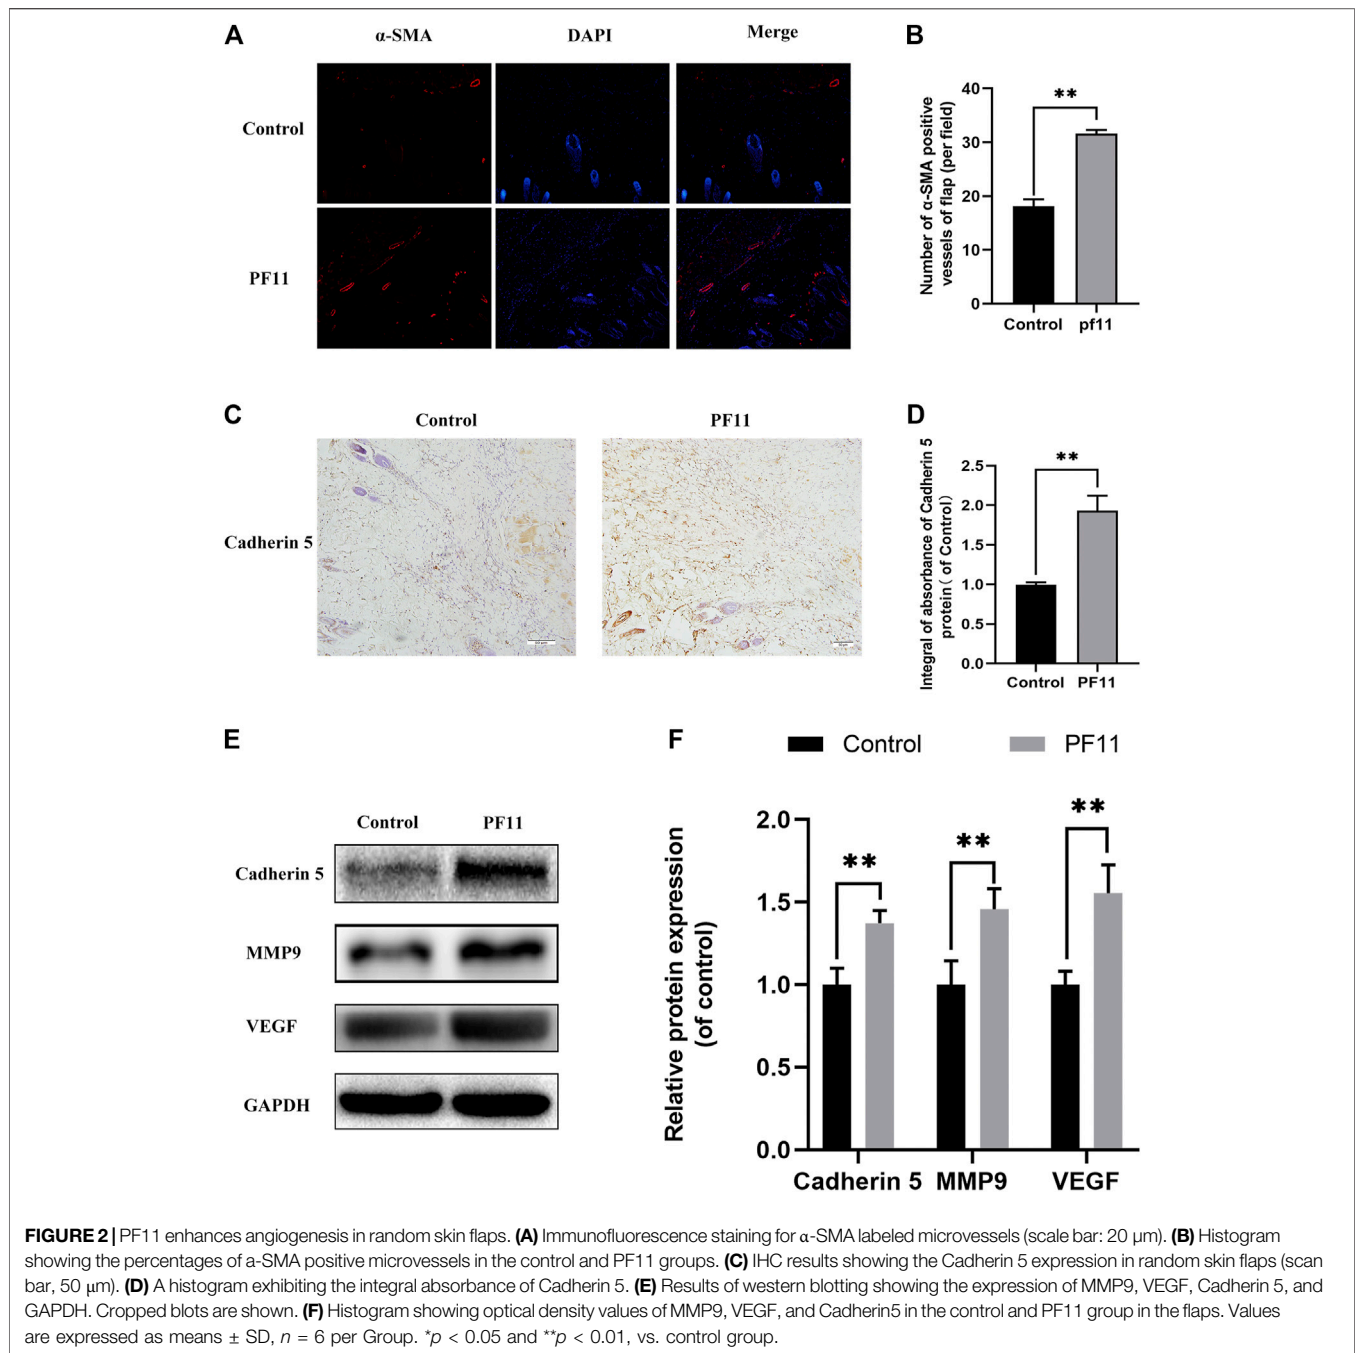 A
α-SMA
DAPI
Merge
Control
PF11
B
Number of α-SMA positive
vessels of flap (per field)
40
30
20
10
0
**
Control
pf11
C
Control
PF11
Cadherin 5
D
Integral of absorbance of Cadherin 5
protein ( of Control)
2.5
2.0
1.5
1.0
0.5
0.0
**
Control
PF11
E
Control
PF11
Cadherin 5
MMP9
VEGF
GAPDH
F
Control
PF11
Relative protein expression
(of control)
2.0
1.5
1.0
0.5
0.0
**
**
**
Cadherin 5
MMP9
VEGF
FIGURE 2 | PF11 enhances angiogenesis in random skin flaps. (A) Immunofluorescence staining for α-SMA labeled microvessels (scale bar: 20 μm). (B) Histogram
showing the percentages of a-SMA positive microvessels in the control and PF11 groups. (C) IHC results showing the Cadherin 5 expression in random skin flaps (scan
bar, 50 μm). (D) A histogram exhibiting the integral absorbance of Cadherin 5. (E) Results of western blotting showing the expression of MMP9, VEGF, Cadherin 5, and
GAPDH. Cropped blots are shown. (F) Histogram showing optical density values of MMP9, VEGF, and Cadherin5 in the control and PF11 group in the flaps. Values
are expressed as means ± SD, n = 6 per Group. *p < 0.05 and **p < 0.01, vs. control group.